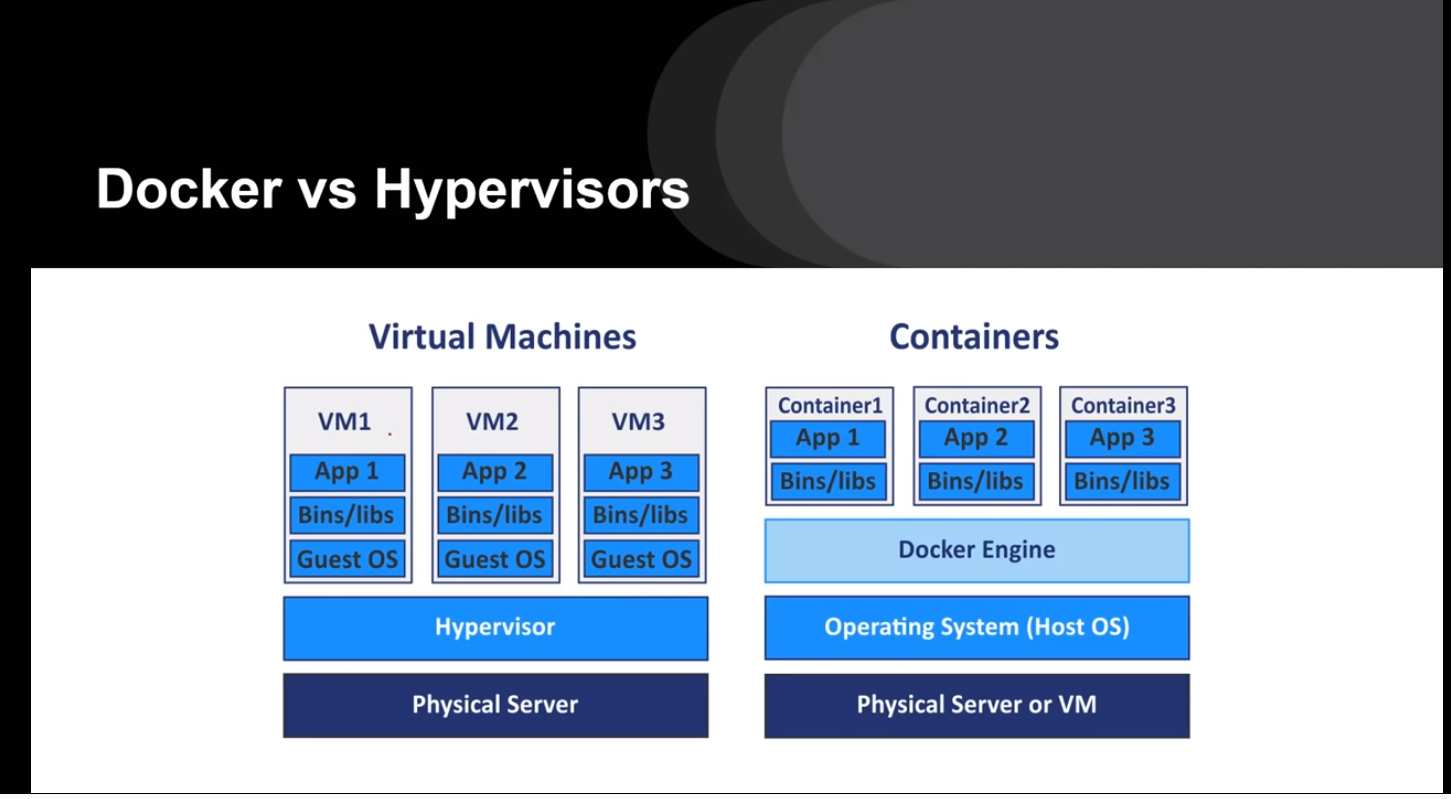 Docker vs Hypervisors
Virtual Machines
VM1
App 1
Bins/libs
Guest OS
VM2
App 2
Bins/libs
Guest OS
VM3
App 3
Bins/libs
Guest OS
Hypervisor
Physical Server
Containers
Container1
App 1
Bins/libs
Container2
App 2
Bins/libs
Container3
App 3
Bins/libs
Docker Engine
Operating System (Host OS)
Physical Server or VM